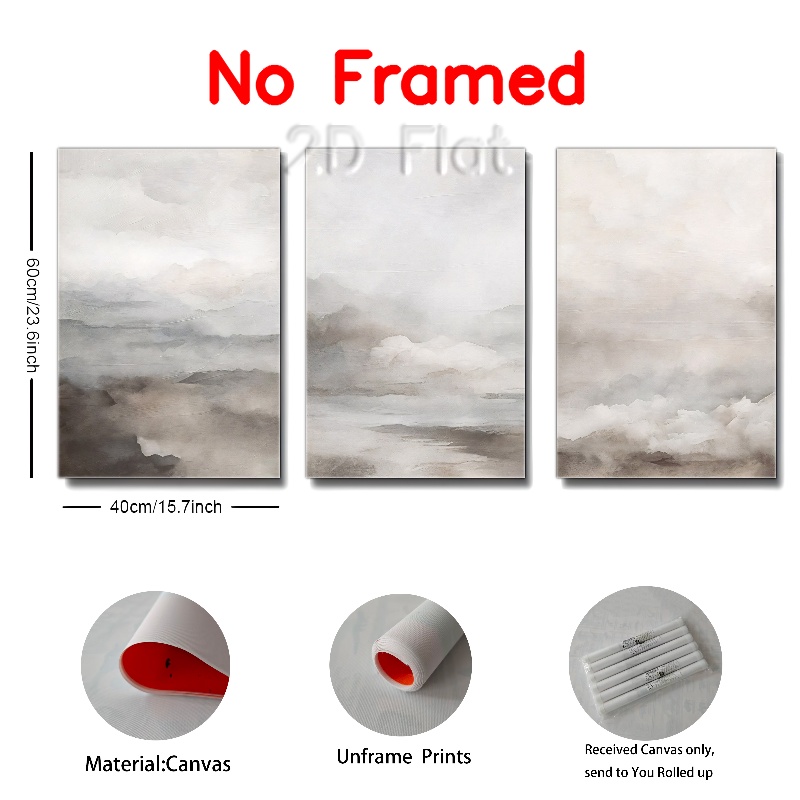 No Framed
2.D Flat.
60cm/23.6inch
40cm/15.7inch
Material:Canvas
Unframe Prints
Received Canvas only,
send to You Rolled up